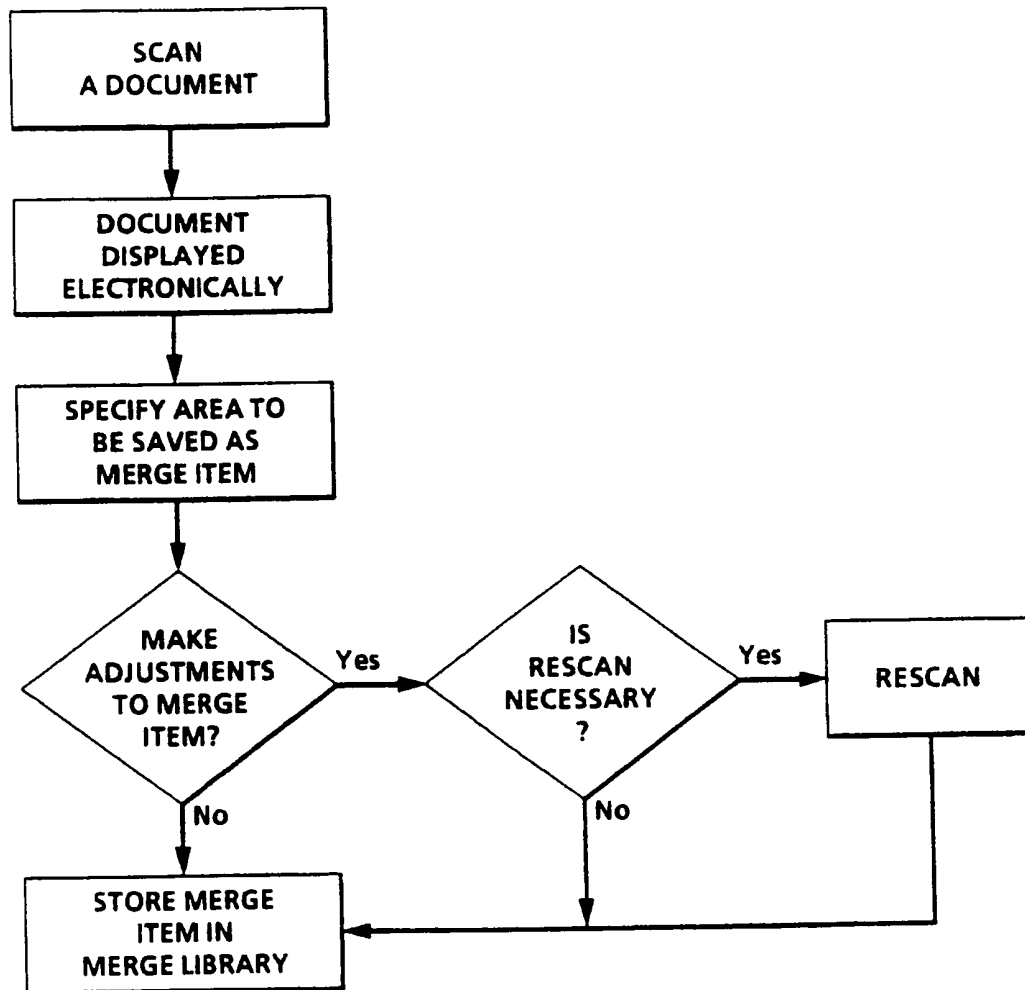 SCAN
A DOCUMENT
DOCUMENT
DISPLAYED
ELECTRONICALLY
SPECIFY AREA TO
BE SAVED AS
MERGE ITEM
MAKE
ADJUSTMENTS
TO MERGE
ITEM?
Yes
No
IS
RESCAN
NECESSARY
?
Yes
No
RESCAN
STORE MERGE
ITEM IN
MERGE LIBRARY